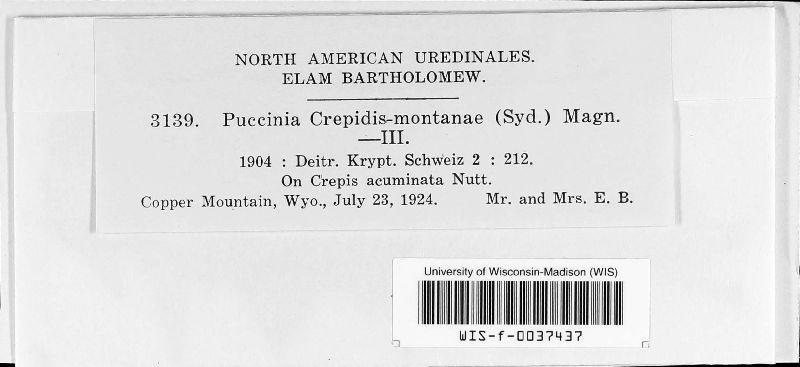 NORTH AMERICAN UREDINALES.
ELAM BARTHOLOMEW.
3139. Puccinia Crepidis-montanae (Syd.) Magn.
—III.
1904 : Deitr. Krypt. Schweiz 2 : 212.
On Crepis acuminata Nutt.
Copper Mountain, Wyo., July 23, 1924. Mr. and Mrs. E. B.
University of Wisconsin-Madison (WIS)
WIS-f-0037437